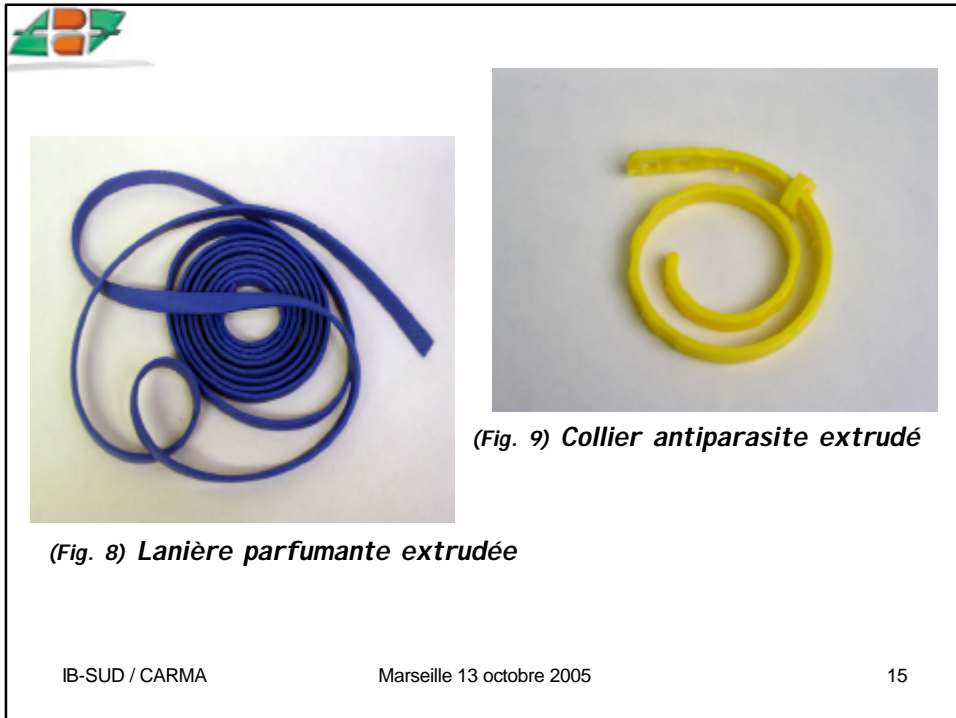 (Fig. 9) Collier antiparasite extrudé
(Fig. 8) Lanière parfumante extrudée
IB-SUD / CARMA Marseille 13 octobre 2005 15